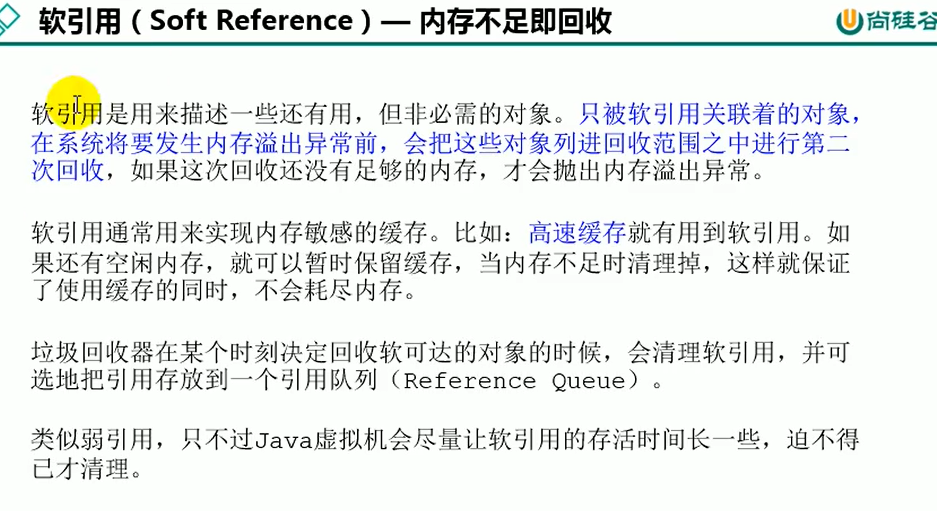 软引用（Soft Reference）— 内存不足即回收
尚硅谷
软引用是用来描述一些还有用，但非必需的对象。只被软引用关联着的对象，
在系统将要发生内存溢出异常前，会把这些对象列进回收范围之中进行第二
次回收，如果这次回收还没有足够的内存，才会抛出内存溢出异常。
软引用通常用来实现内存敏感的缓存。比如：高速缓存就有用到软引用。如
果还有空闲内存，就可以暂时保留缓存，当内存不足时清理掉，这样就保证
了使用缓存的同时，不会耗尽内存。
垃圾回收器在某个时刻决定回收软可达的对象的时候，会清理软引用，并可
选地把引用存放到一个引用队列（Reference Queue）。
类似弱引用，只不过Java虚拟机会尽量让软引用的存活时间长一些，迫不得
已才清理。